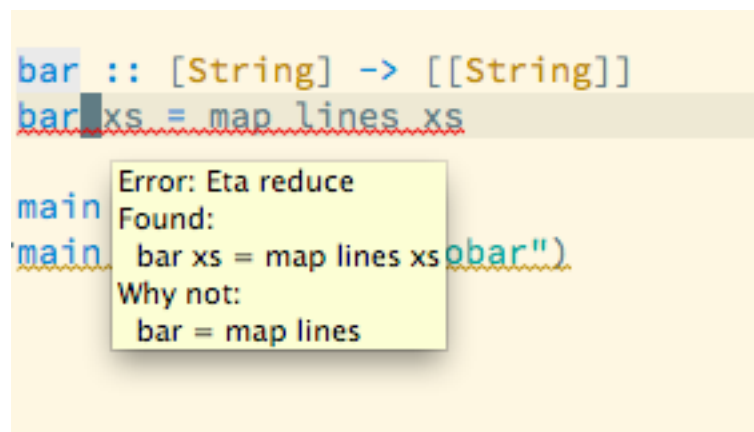 bar :: [String] -> [[String]]
bar xs = map lines xs
main
main obar")
Error: Eta reduce
Found:
bar xs = map lines xs
Why not:
bar = map lines